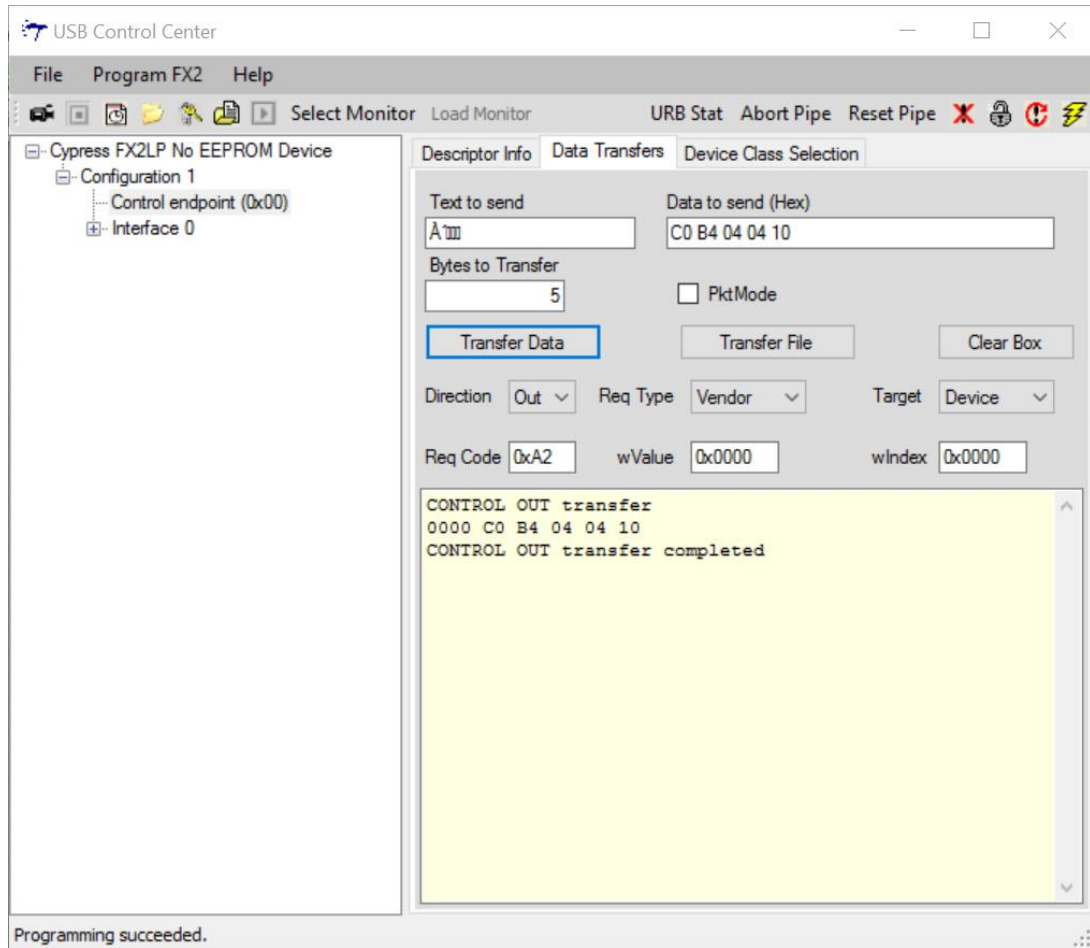 USB Control Center
File Program FX2 Help
Select Monitor Load Monitor URB Stat Abort Pipe Reset Pipe
Cypress FX2LP No EEPROM Device
Configuration 1
Control endpoint (0x00)
Interface 0
Descriptor Info Data Transfers Device Class Selection
Text to send Data to send (Hex)
C0 B4 04 04 10
Bytes to Transfer
5 PktMode
Transfer Data Transfer File Clear Box
Direction Out Req Type Vendor Target Device
Req Code 0xA2 wValue 0x0000 wIndex 0x0000
CONTROL OUT transfer
0000 C0 B4 04 04 10
CONTROL OUT transfer completed
Programming succeeded.